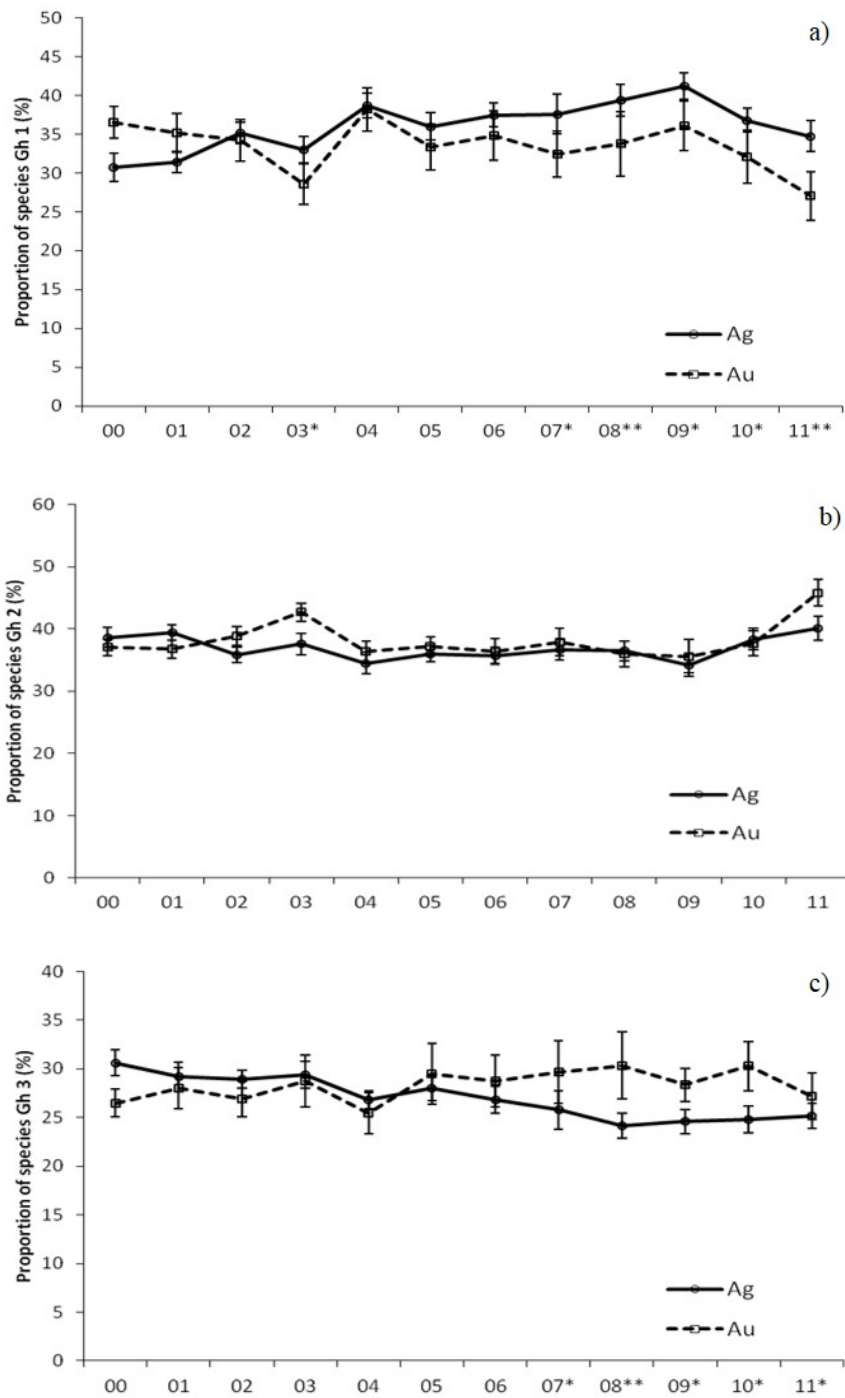 a)
Proportion of species Gh 1 (%)
50
45
40
35
30
25
20
15
10
5
0
Ag
Au
00 01 02 03* 04 05 06 07* 08** 09* 10* 11**
b)
Proportion of species Gh 2 (%)
60
50
40
30
20
10
0
Ag
Au
00 01 02 03 04 05 06 07 08 09 10 11
c)
Proportion of species Gh 3 (%)
40
35
30
25
20
15
10
5
0
Ag
Au
00 01 02 03 04 05 06 07* 08** 09* 10* 11*